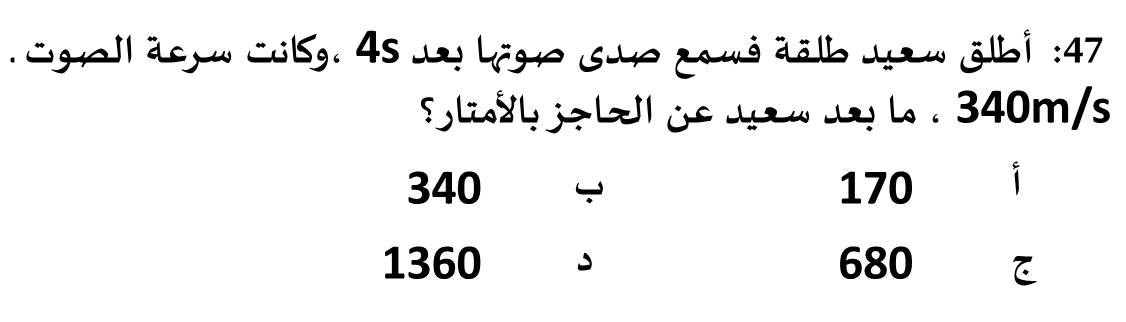 47: أطلق سعيد طلقة فسمع صدى صوتها بعد 4s ،وكانت سرعة الصوت .
340m/s ، ما بعد سعيد عن الحاجز بالأمتار؟
أ 170 ب 340
ج 680 د 1360